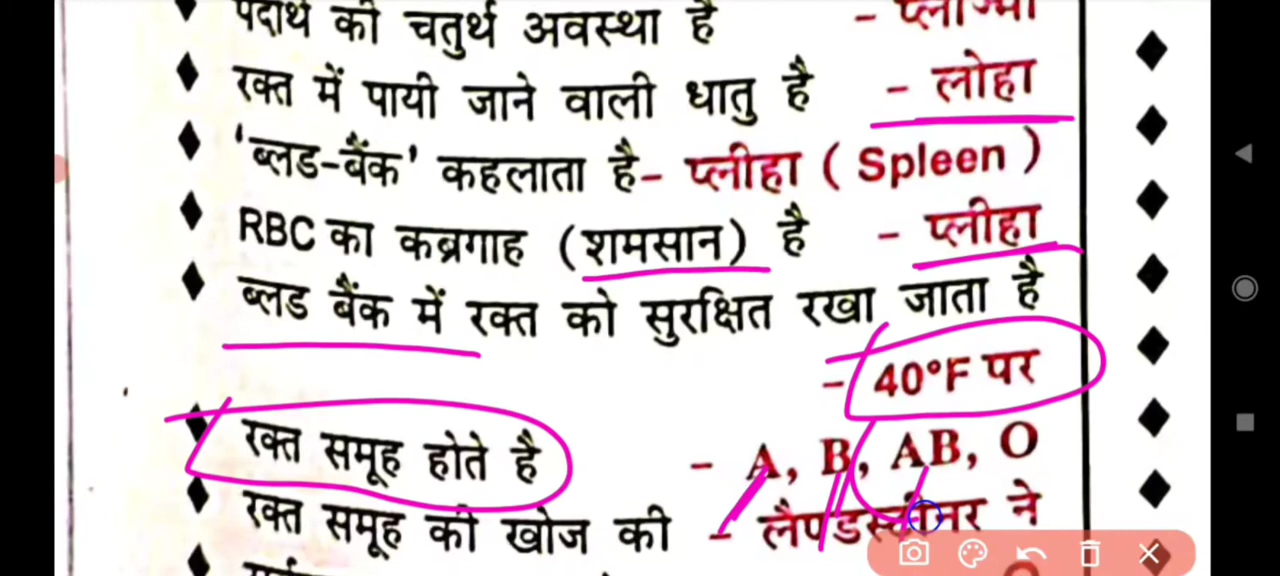 पदार्थ की चतुर्थ अवस्था है - प्लाज्मा
रक्त में पायी जाने वाली धातु है - लोहा
'ब्लड-बैंक' कहलाता है- प्लीहा ( Spleen )
RBC का कब्रगाह (शमसान) है - प्लीहा
ब्लड बैंक में रक्त को सुरक्षित रखा जाता है
- 40°F पर
रक्त समूह होते है - A, B, AB, O
रक्त समूह की खोज की - लैण्डस्टीनर ने